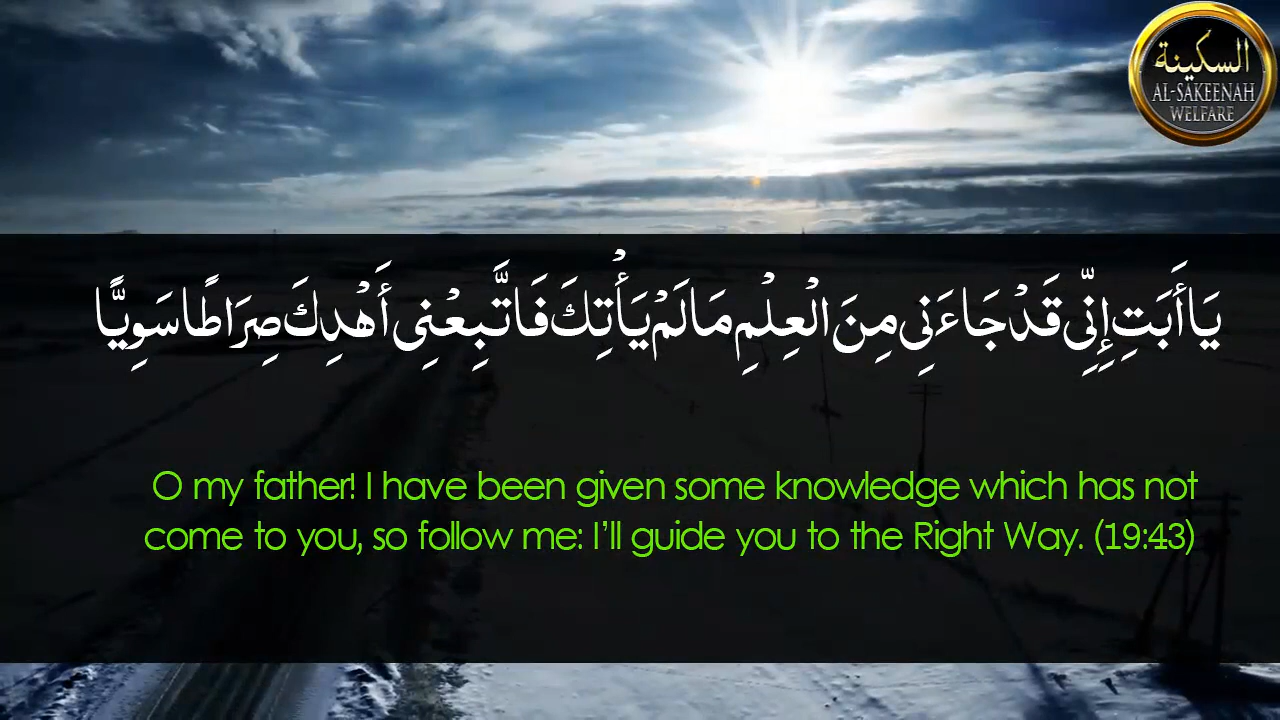 السكينة
AL-SAKEENAH
WELFARE
يَا أَبَتِ إِنِّي قَدْ جَاءَنِي مِنَ الْعِلْمِ مَا لَمْ يَأْتِكَ فَاتَّبِعْنِي أَهْدِكَ صِرَاطًا سَوِيًّا
O my father! I have been given some knowledge which has not
come to you, so follow me: I’ll guide you to the Right Way. (19:43)